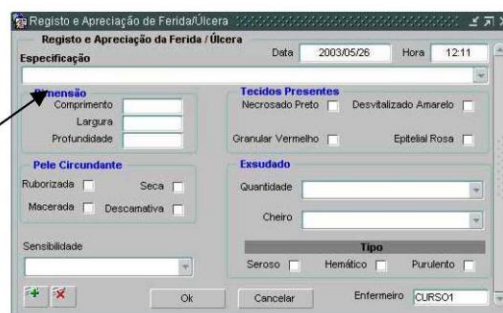 Registo e Apreciação de Ferida/Úlcera
Registo e Apreciação da Ferida / Úlcera
Data 2003/05/26 Hora 12:11
Especificação
Dimensão
Comprimento
Largura
Profundidade
Tecidos Presentes
Necrosado Preto Desvitalizado Amarelo
Granular Vermelho Epitelial Rosa
Pele Circundante
Ruborizada Seca
Macerada Descamativa
Exsudado
Quantidade
Cheiro
Tipo
Seroso Hemático Purulento
Sensibilidade
Ok Cancelar Enfermeiro CURSO1